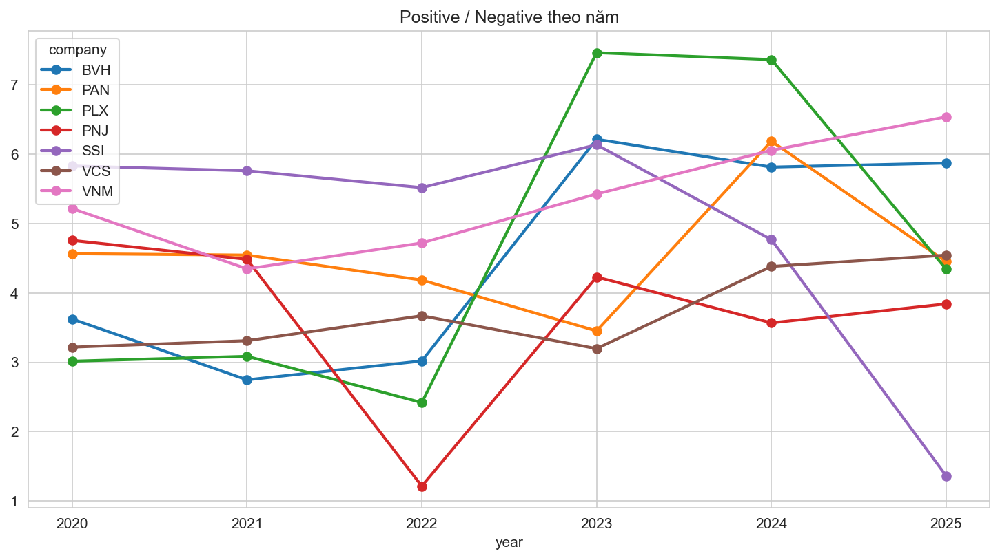 Positive / Negative theo năm
company
BVH
PAN
PLX
PNJ
SSI
VCS
VNM
7
6
5
4
3
2
1
2020 2021 2022 2023 2024 2025
year